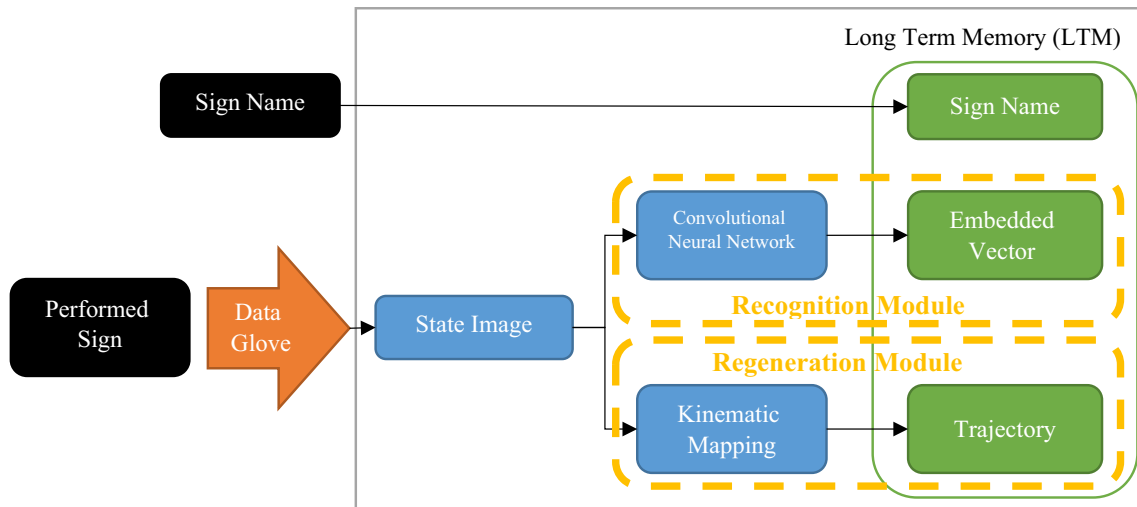 Long Term Memory (LTM)
Sign Name
Sign Name
Convolutional
Neural Network
Embedded
Vector
Recognition Module
Performed
Sign
Data
Glove
State Image
Regeneration Module
Kinematic
Mapping
Trajectory